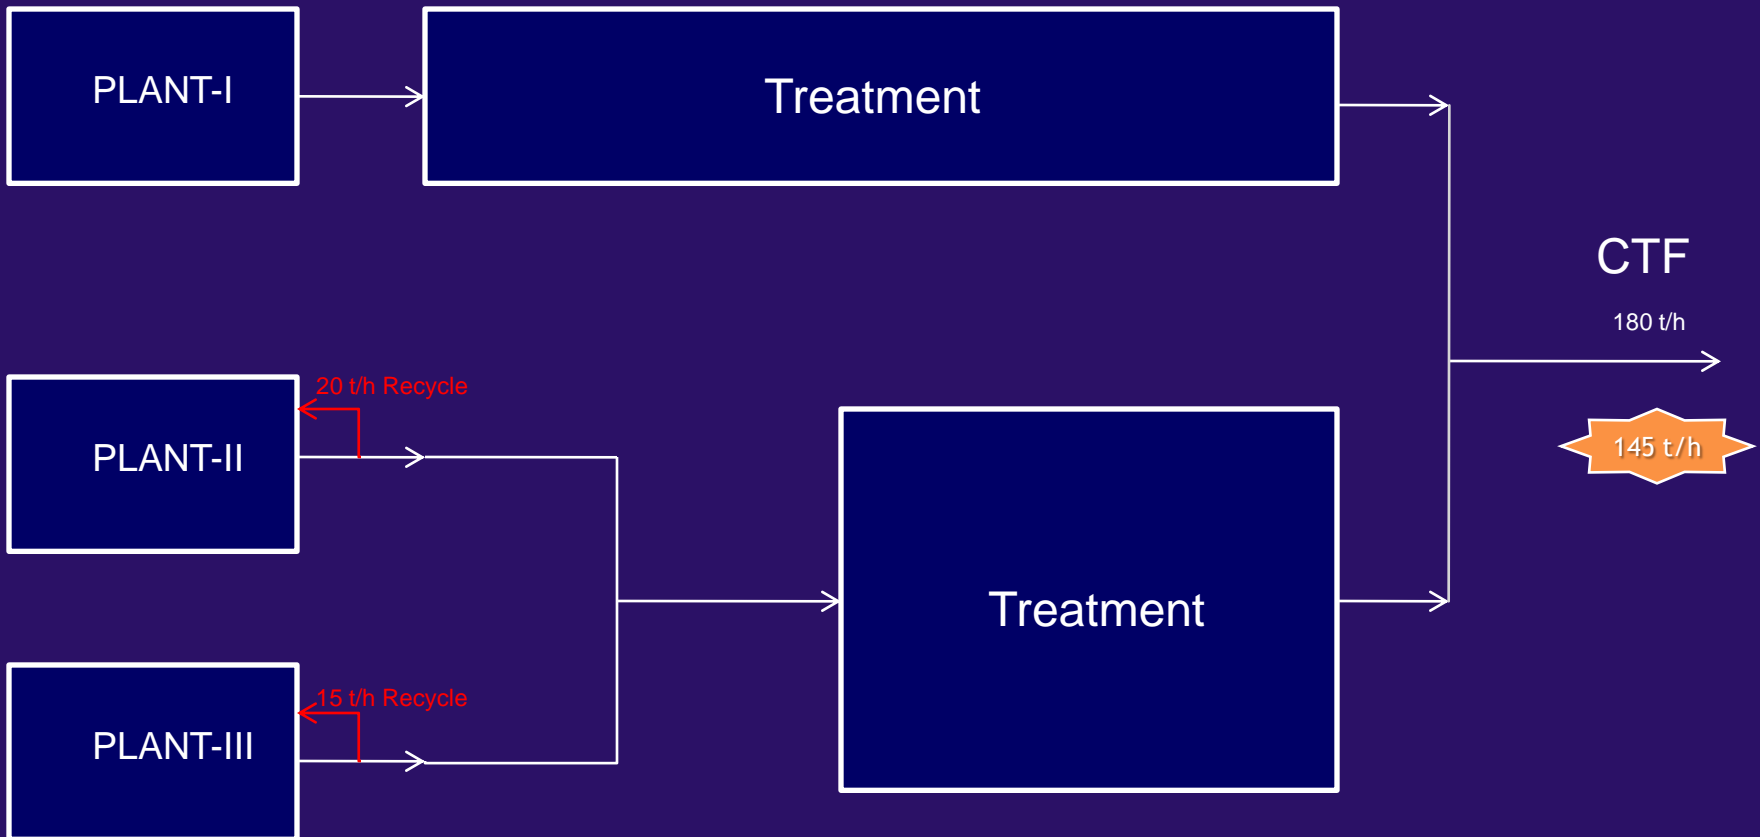 PLANT-I
Treatment
CTF
180 t/h
20 t/h Recycle
PLANT-II
145 t/h
Treatment
15 t/h Recycle
PLANT-III